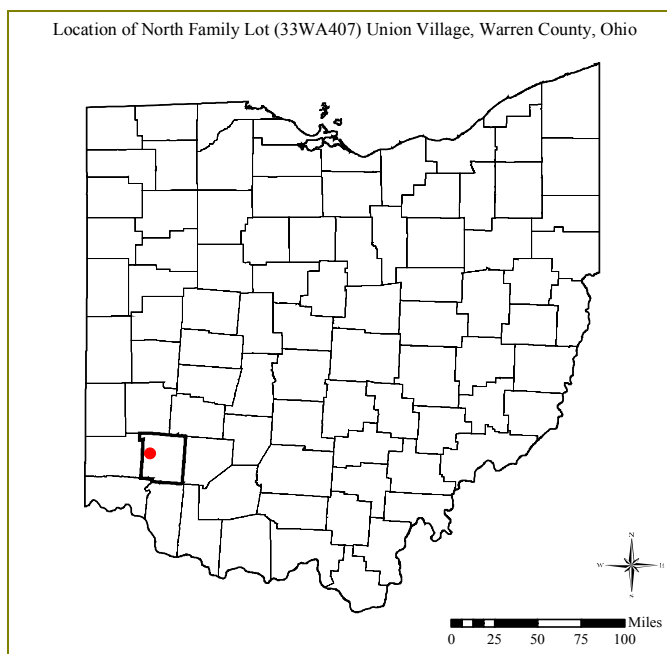 Location of North Family Lot (33WA407) Union Village, Warren County, Ohio
N
W E
S
Miles
0 25 50 75 100